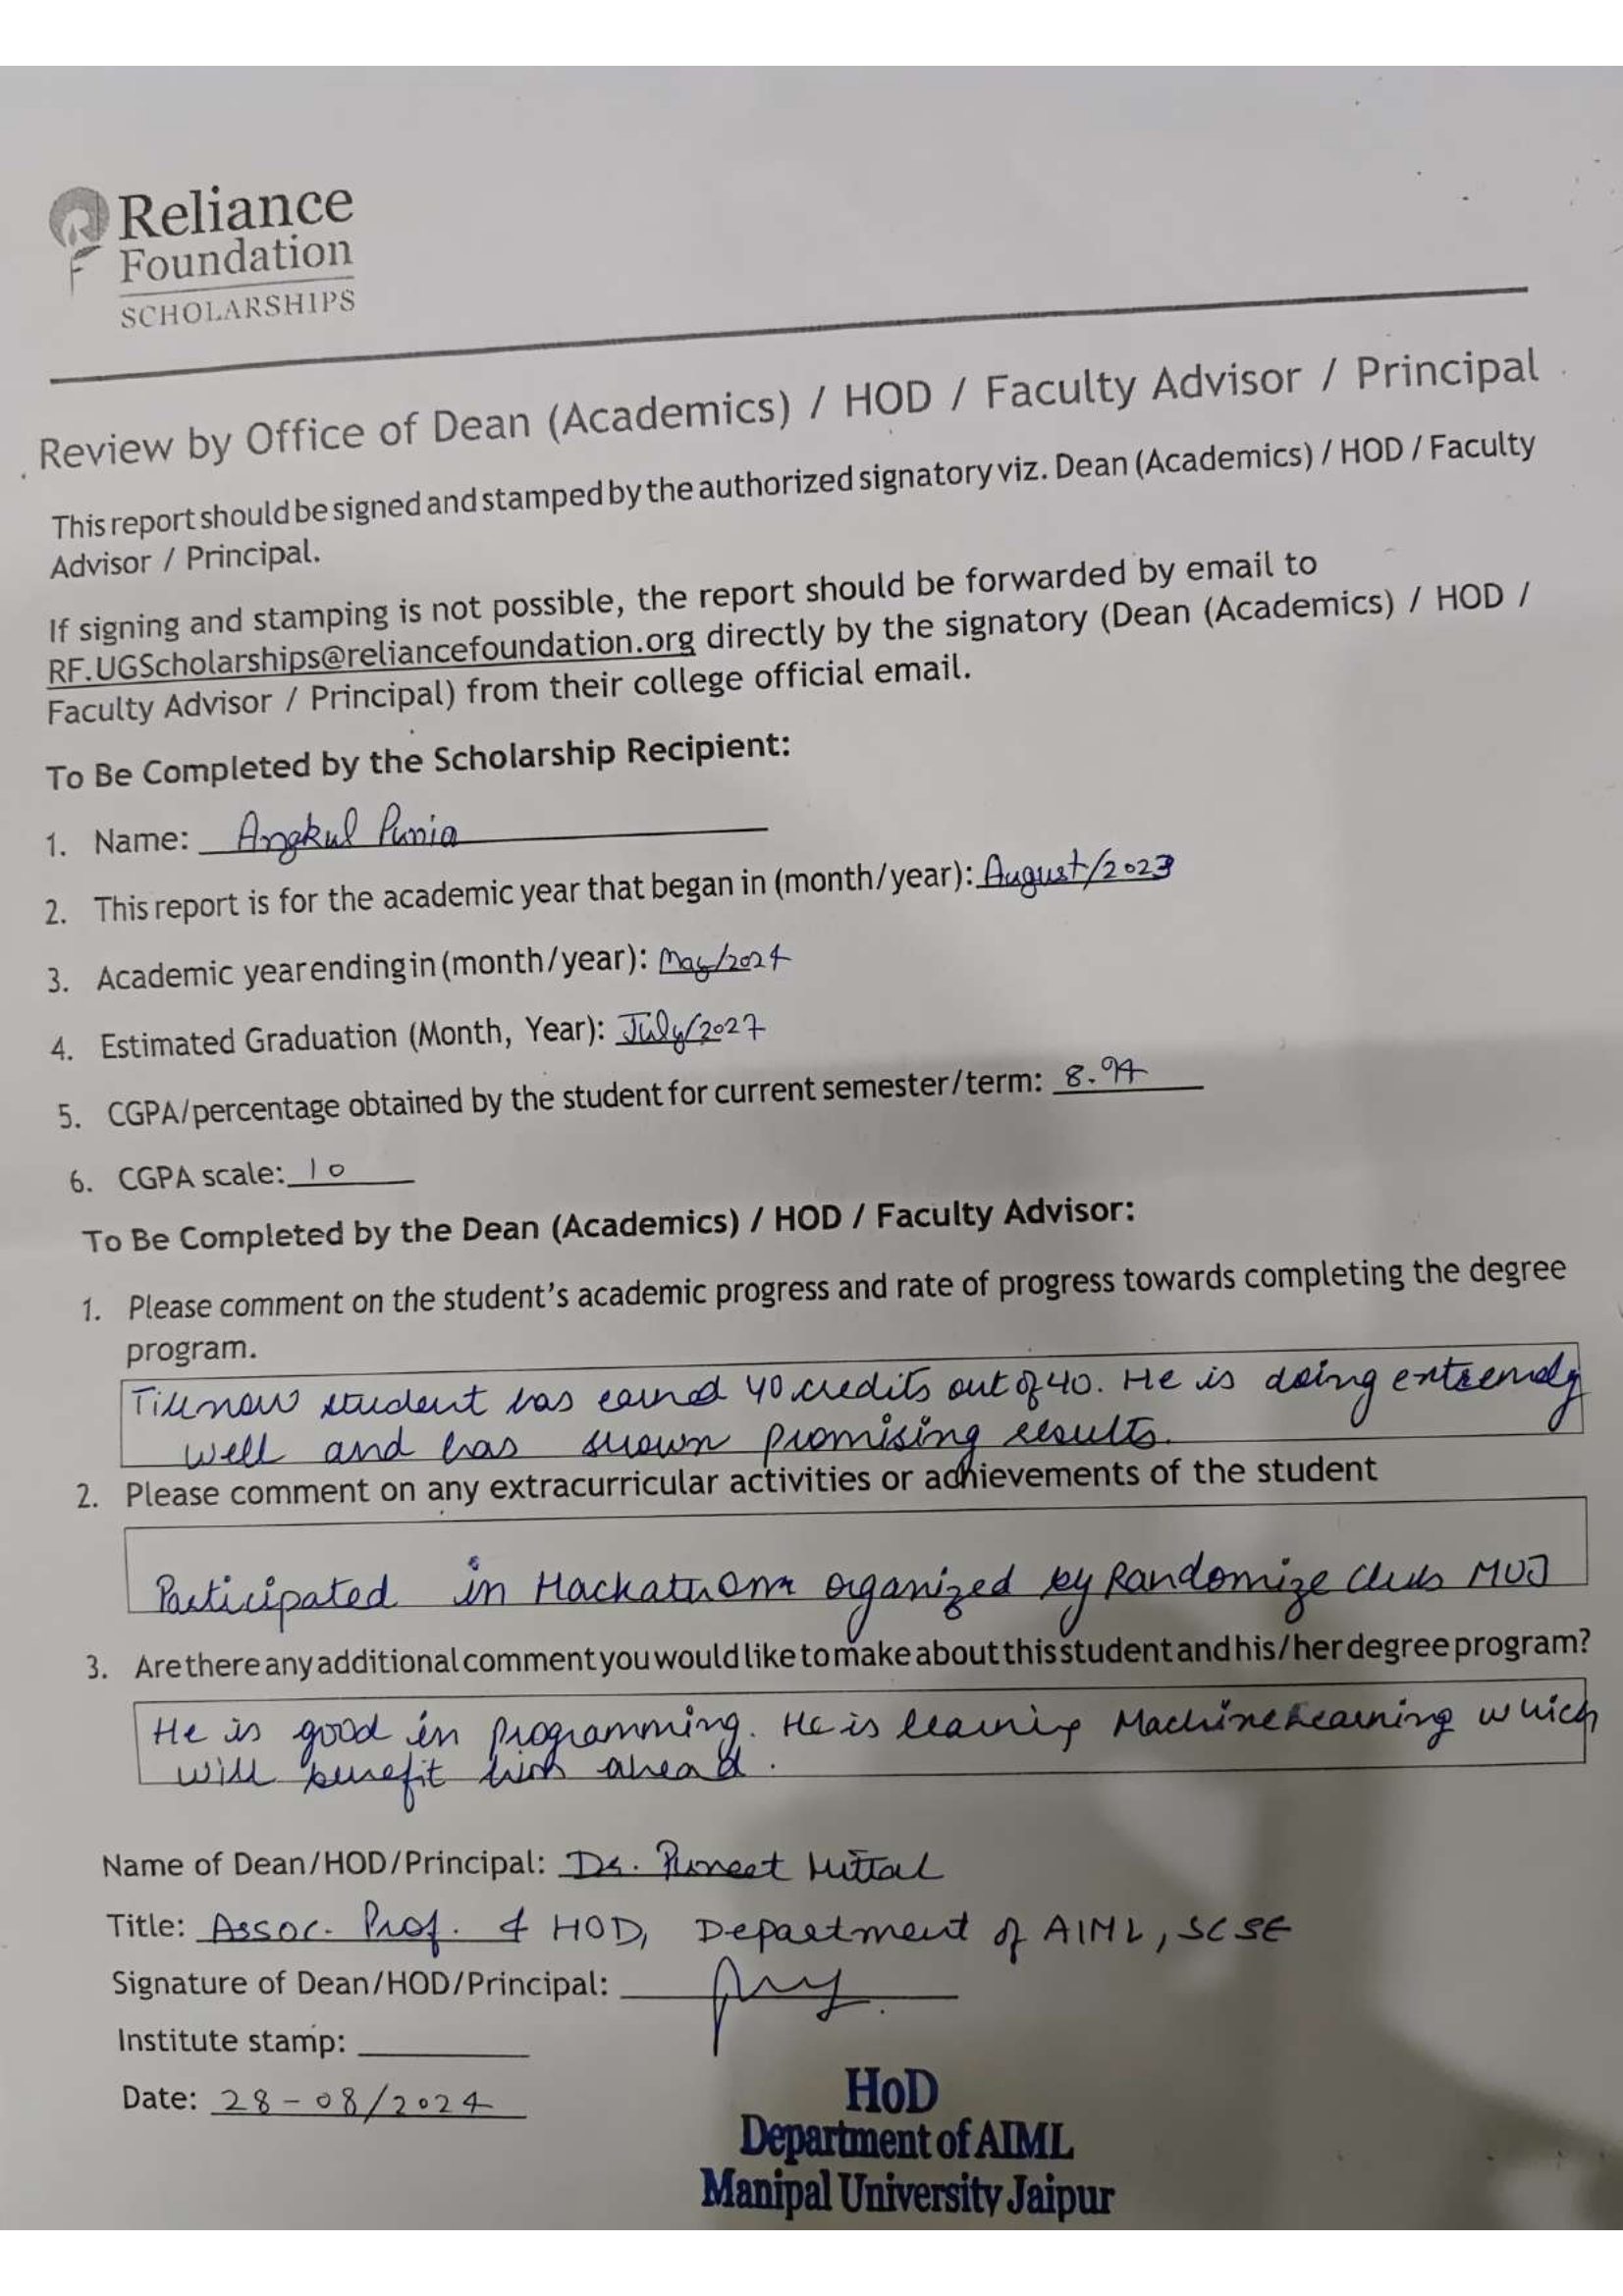 Reliance
Foundation
SCHOLARSHIPS
Review by Office of Dean (Academics) / HOD / Faculty Advisor / Principal
This report should be signed and stamped by the authorized signatory viz. Dean (Academics) / HOD / Faculty
Advisor / Principal.
If signing and stamping is not possible, the report should be forwarded by email to
RF.UGScholarships@reliancefoundation.org directly by the signatory (Dean (Academics) / HOD /
Faculty Advisor / Principal) from their college official email.
To Be Completed by the Scholarship Recipient:
1. Name: Angkul Punia
2. This report is for the academic year that began in (month/year): August/2023
3. Academic year ending in (month/year): May/2024
4. Estimated Graduation (Month, Year): July/2027
5. CGPA/percentage obtained by the student for current semester/term: 8.94
6. CGPA scale: 10
To Be Completed by the Dean (Academics) / HOD / Faculty Advisor:
1. Please comment on the student's academic progress and rate of progress towards completing the degree
program.
Till now student has earned 40 credits out of 40. He is doing extremely
well and has shown promising results.
2. Please comment on any extracurricular activities or achievements of the student
Participated in Hackathon organized by Randomize Club MUJ
3. Are there any additional comment you would like to make about this student and his/her degree program?
He is good in programming. He is learning Machine Learning which
will benefit him ahead.
Name of Dean/HOD/Principal: Dr. Puneet Mittal
Title: Assoc. Prof. & HOD, Department of AIML, SCSE
Signature of Dean/HOD/Principal:
Institute stamp:
Date: 28-08/2024
HoD
Department of AIML
Manipal University Jaipur